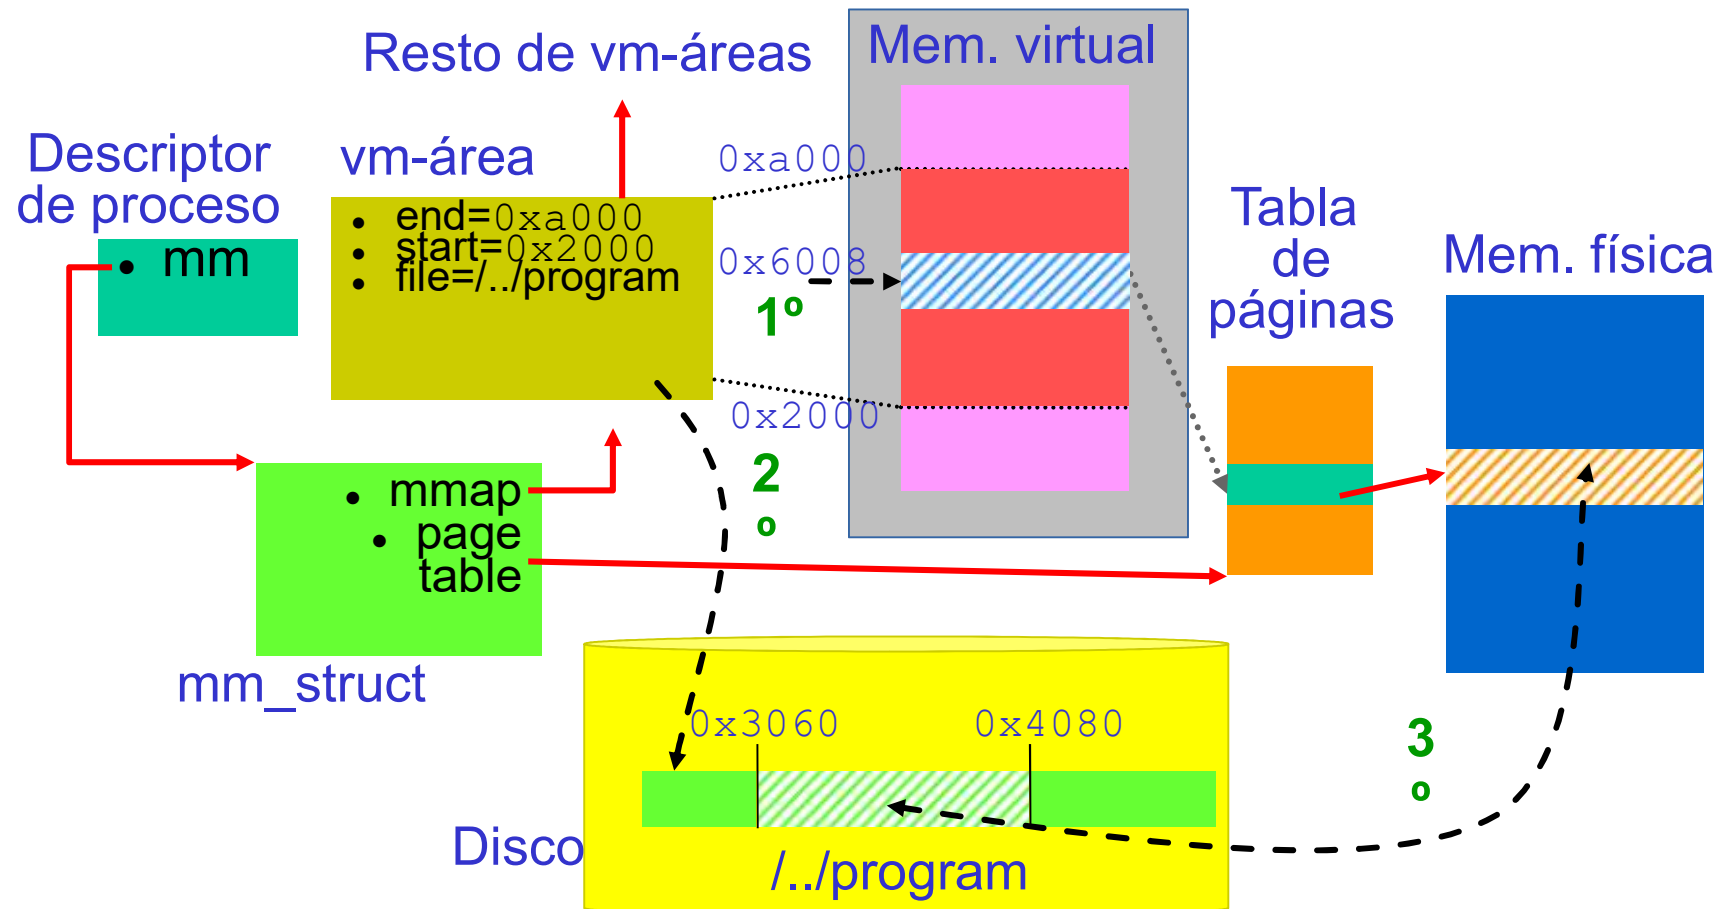 Mem. virtual
Resto de vm-áreas
Descriptor
de proceso
vm-área
0xa000
• end=0xa000
• start=0x2000
• file=/../program
• mm
0x6008
1º
Tabla
de
páginas
Mem. física
0x2000
2
º
• mmap
• page
table
mm_struct
0x3060
0x4080
3
º
Disco
/../program